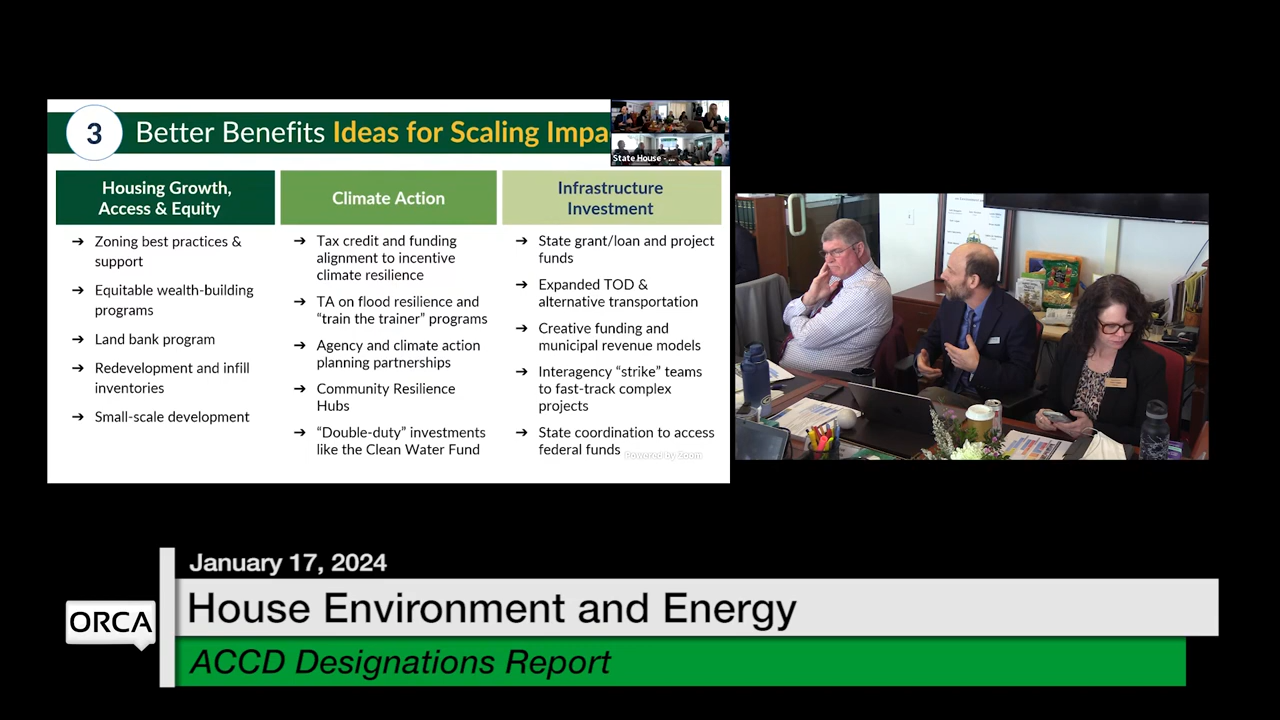 3
Better Benefits Ideas for Scaling Impa
State House - ...
Housing Growth,
Access & Equity
➔ Zoning best practices &
support
➔ Equitable wealth-building
programs
➔ Land bank program
➔ Redevelopment and infill
inventories
➔ Small-scale development
Climate Action
➔ Tax credit and funding
alignment to incentive
climate resilience
➔ TA on flood resilience and
“train the trainer” programs
➔ Agency and climate action
planning partnerships
➔ Community Resilience
Hubs
➔ “Double-duty” investments
like the Clean Water Fund
Infrastructure
Investment
➔ State grant/loan and project
funds
➔ Expanded TOD &
alternative transportation
➔ Creative funding and
municipal revenue models
➔ Interagency “strike” teams
to fast-track complex
projects
➔ State coordination to access
federal funds
Powered by Zoom
January 17, 2024
House Environment and Energy
ORCA
ACCD Designations Report